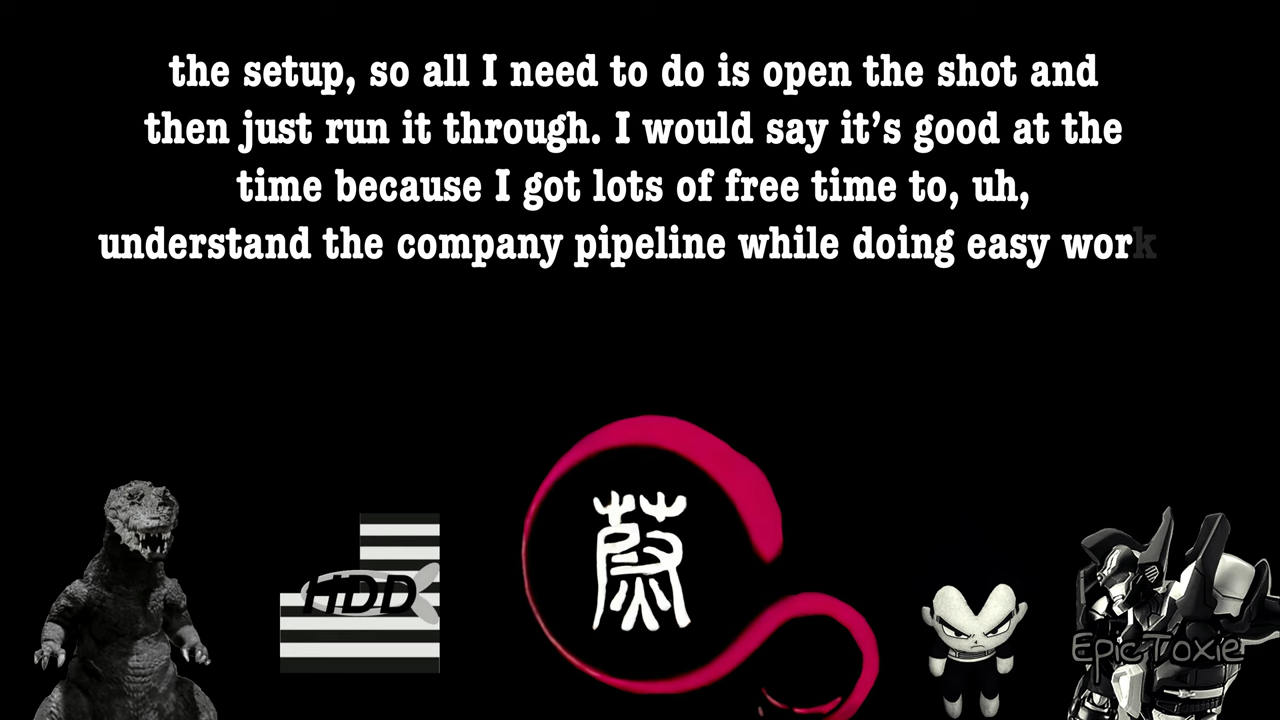 the setup, so all I need to do is open the shot and
then just run it through. I would say it's good at the
time because I got lots of free time to, uh,
understand the company pipeline while doing easy work
HDD
蔚
EpicToxie